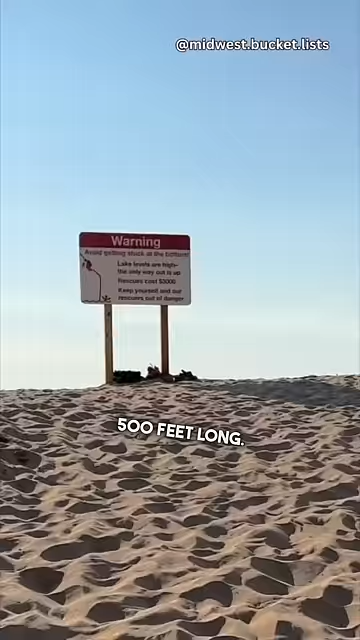 @midwest.bucket.lists
Warning
Avoid getting stuck at the bottom!
Lake levels are high-
the only way out is up
Rescues cost $3000
Keep yourself and our
rescuers out of danger
500 FEET LONG.